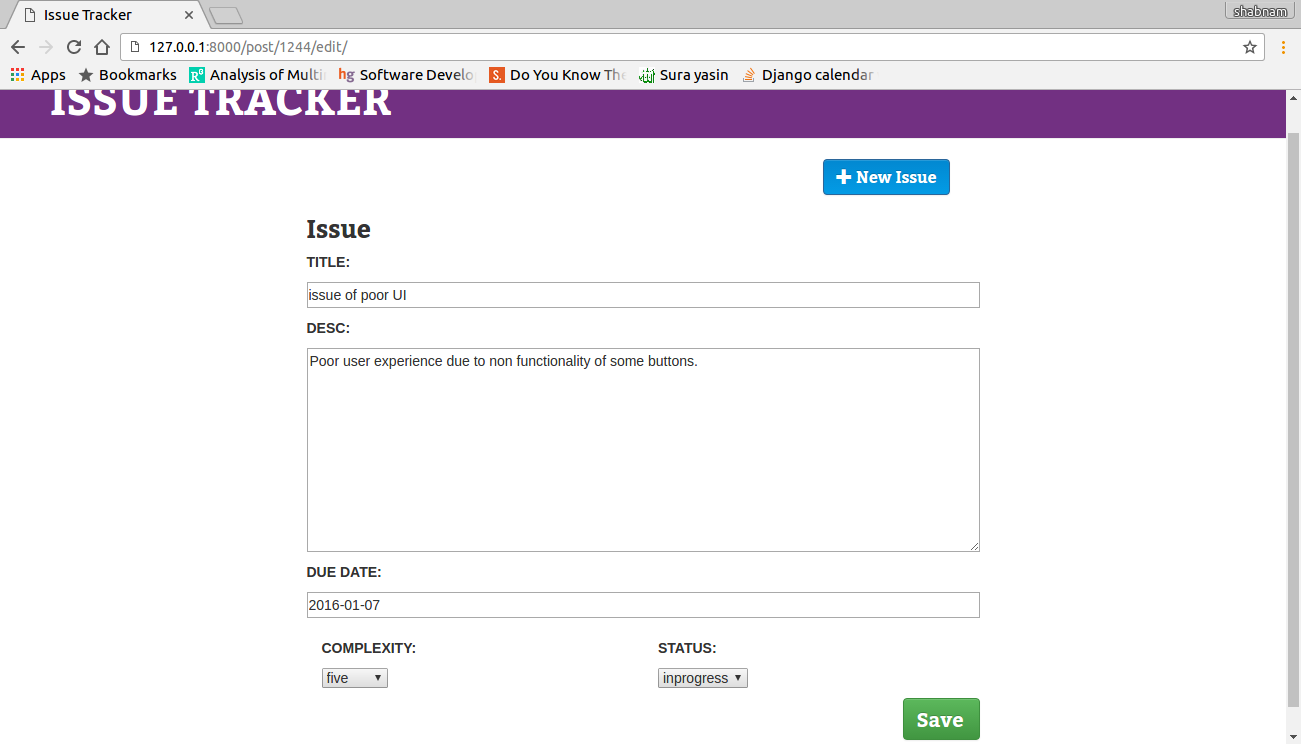 Issue Tracker
shabnam
127.0.0.1:8000/post/1244/edit/
Apps Bookmarks Analysis of Multi hg Software Develo S. Do You Know The Sura yasin Django calendar
ISSUE TRACKER
New Issue
Issue
TITLE:
issue of poor UI
DESC:
Poor user experience due to non functionality of some buttons.
DUE DATE:
2016-01-07
COMPLEXITY: STATUS:
five inprogress
Save